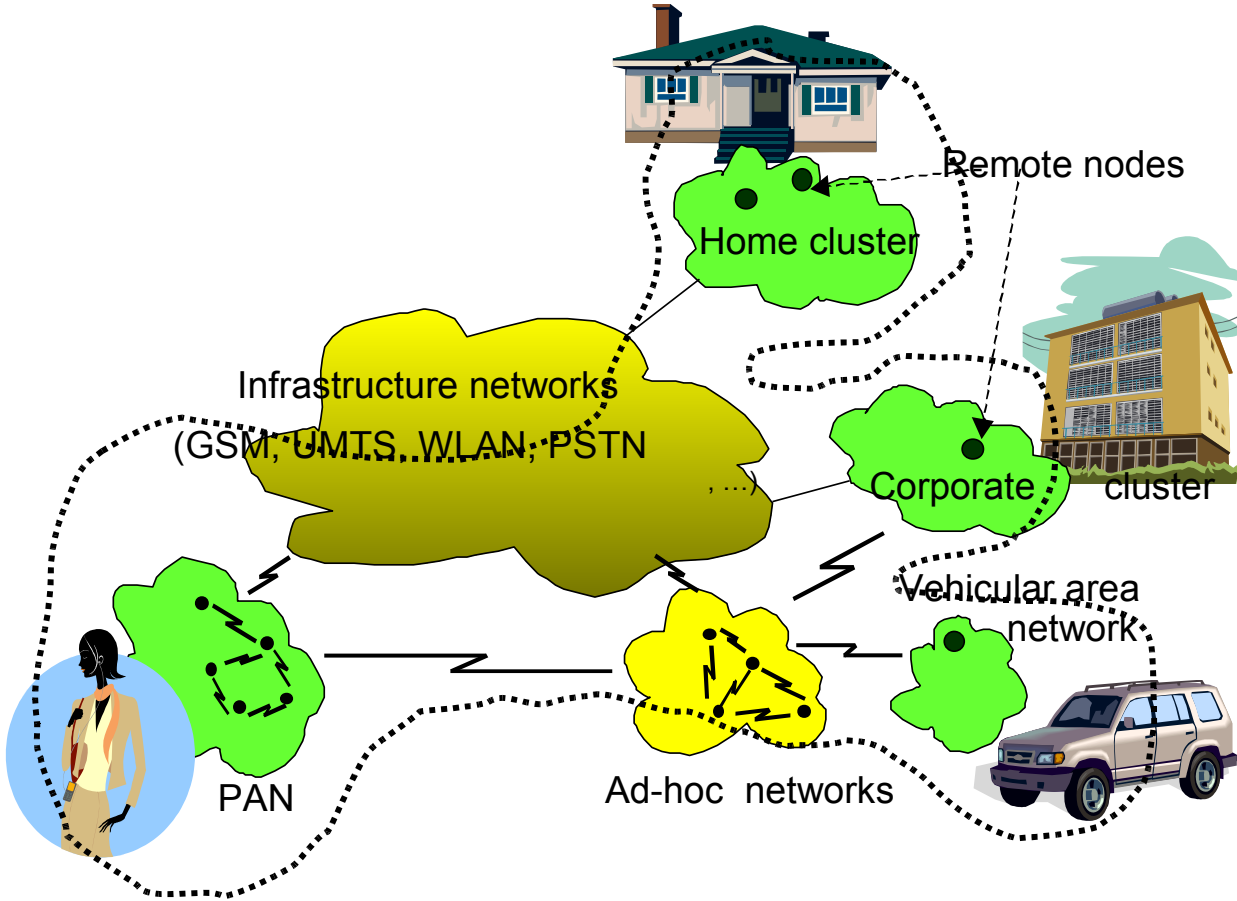 Remote nodes
Home cluster
Infrastructure networks
(GSM, UMTS, WLAN, PSTN
, ...)
Corporate cluster
Vehicular area
network
PAN
Ad-hoc networks